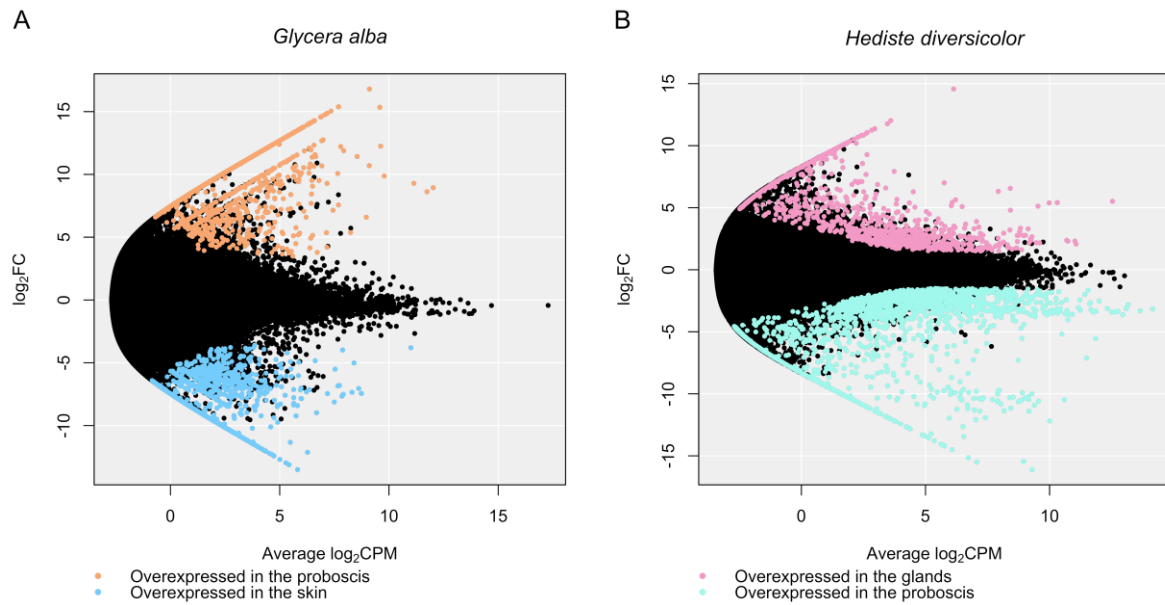 A
Glycera alba
15
10
5
0
-5
-10
log2FC
0
5
10
15
Average log2CPM
Overexpressed in the proboscis
Overexpressed in the skin
B
Hediste diversicolor
15
10
5
0
-5
-10
-15
log2FC
0
5
10
Average log2CPM
Overexpressed in the glands
Overexpressed in the proboscis